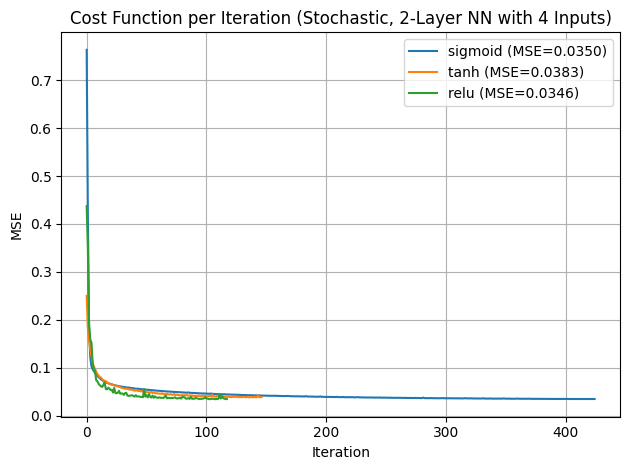 Cost Function per Iteration (Stochastic, 2-Layer NN with 4 Inputs)
sigmoid (MSE=0.0350)
tanh (MSE=0.0383)
relu (MSE=0.0346)
MSE
0.7
0.6
0.5
0.4
0.3
0.2
0.1
0.0
0
100
200
300
400
Iteration